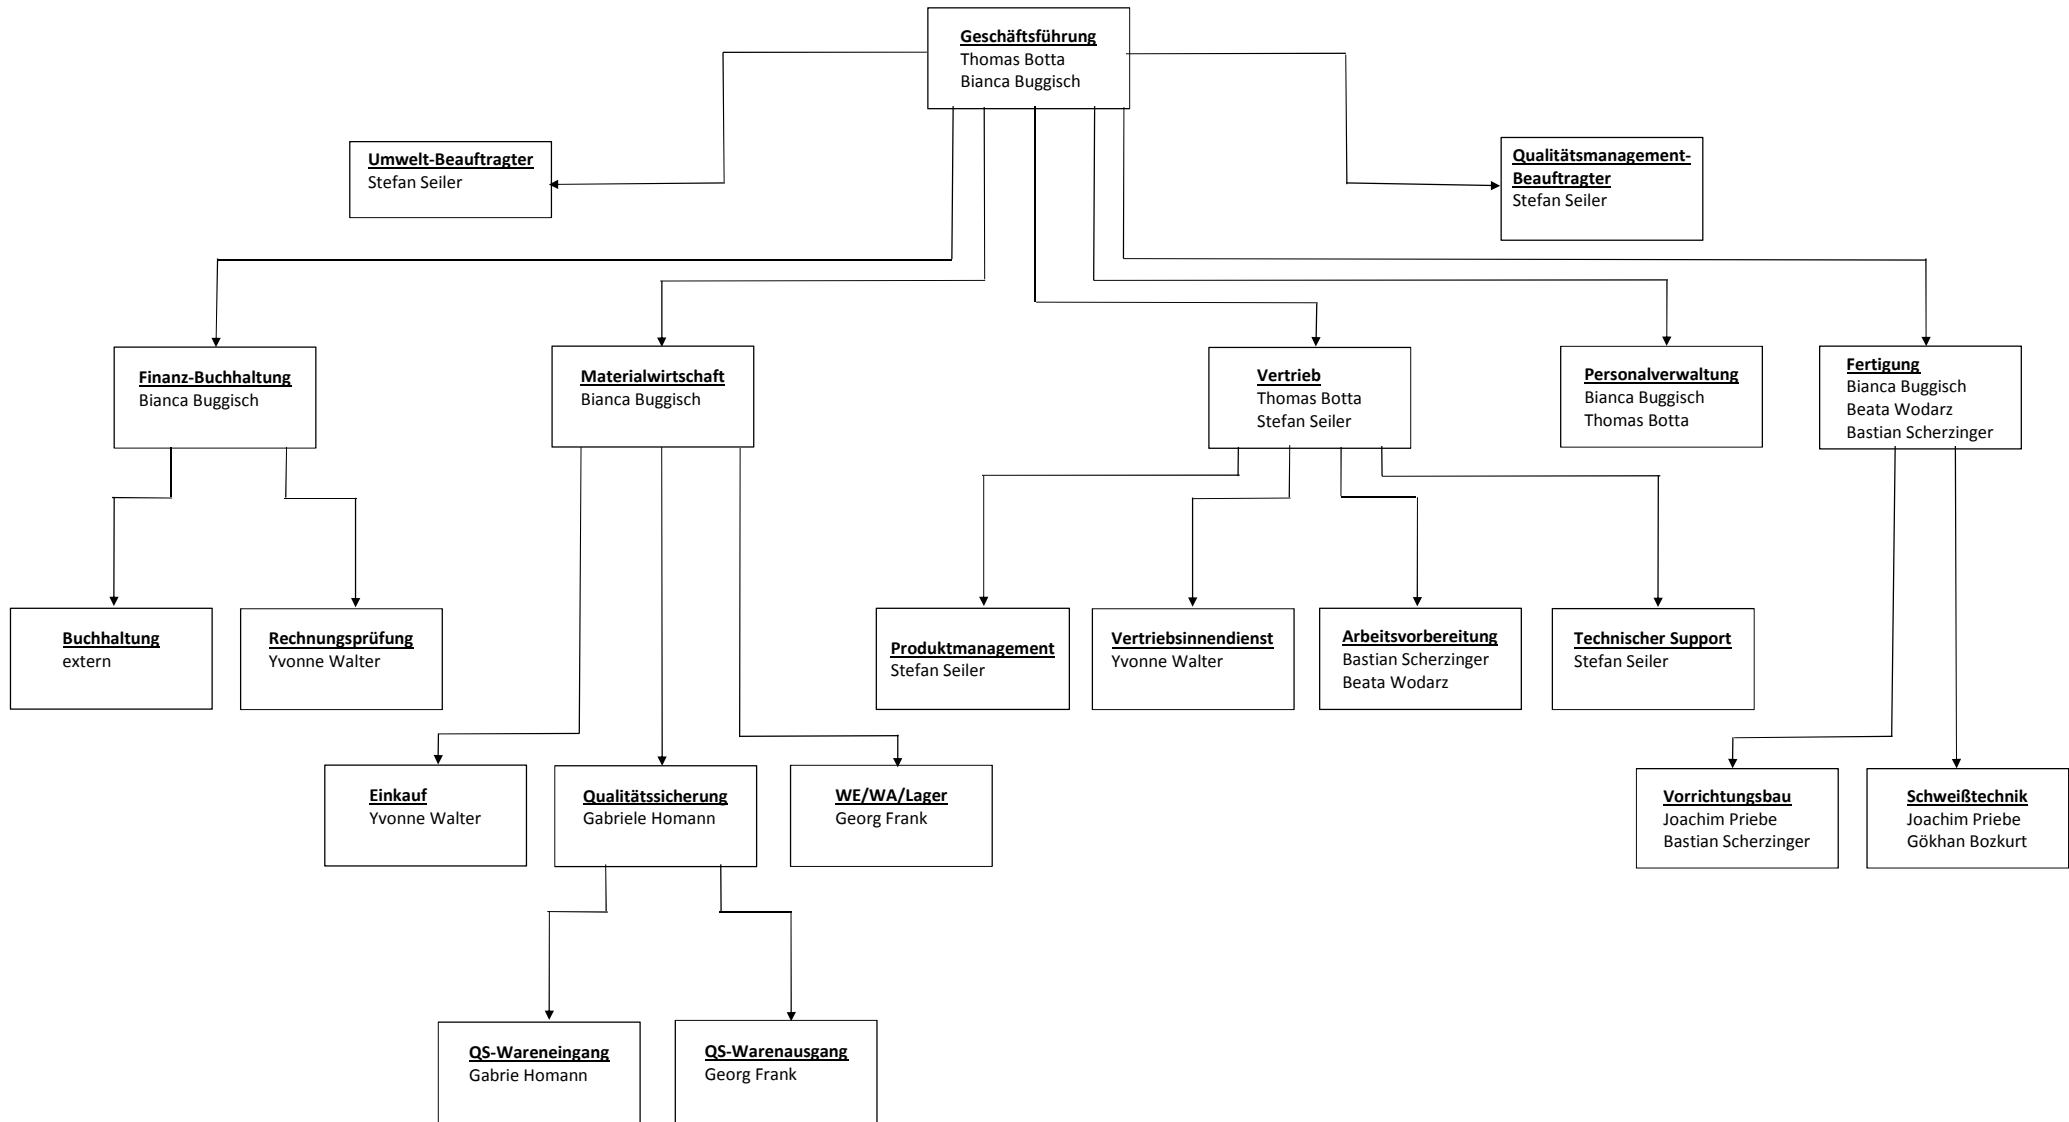 Geschäftsführung
Thomas Botta
Bianca Buggisch
Umwelt-Beauftragter
Stefan Seiler
Qualitätsmanagement-
Beauftragter
Stefan Seiler
Finanz-Buchhaltung
Bianca Buggisch
Materialwirtschaft
Bianca Buggisch
Vertrieb
Thomas Botta
Stefan Seiler
Personalverwaltung
Bianca Buggisch
Thomas Botta
Fertigung
Bianca Buggisch
Beata Wodarz
Bastian Scherzinger
Buchhaltung
extern
Rechnungsprüfung
Yvonne Walter
Produktmanagement
Stefan Seiler
Vertriebsinnendienst
Yvonne Walter
Arbeitsvorbereitung
Bastian Scherzinger
Beata Wodarz
Technischer Support
Stefan Seiler
Einkauf
Yvonne Walter
Qualitätssicherung
Gabriele Homann
WE/WA/Lager
Georg Frank
Vorrichtungsbau
Joachim Priebe
Bastian Scherzinger
Schweißtechnik
Joachim Priebe
Gökhan Bozkurt
QS-Wareneingang
Gabrie Homann
QS-Warenausgang
Georg Frank